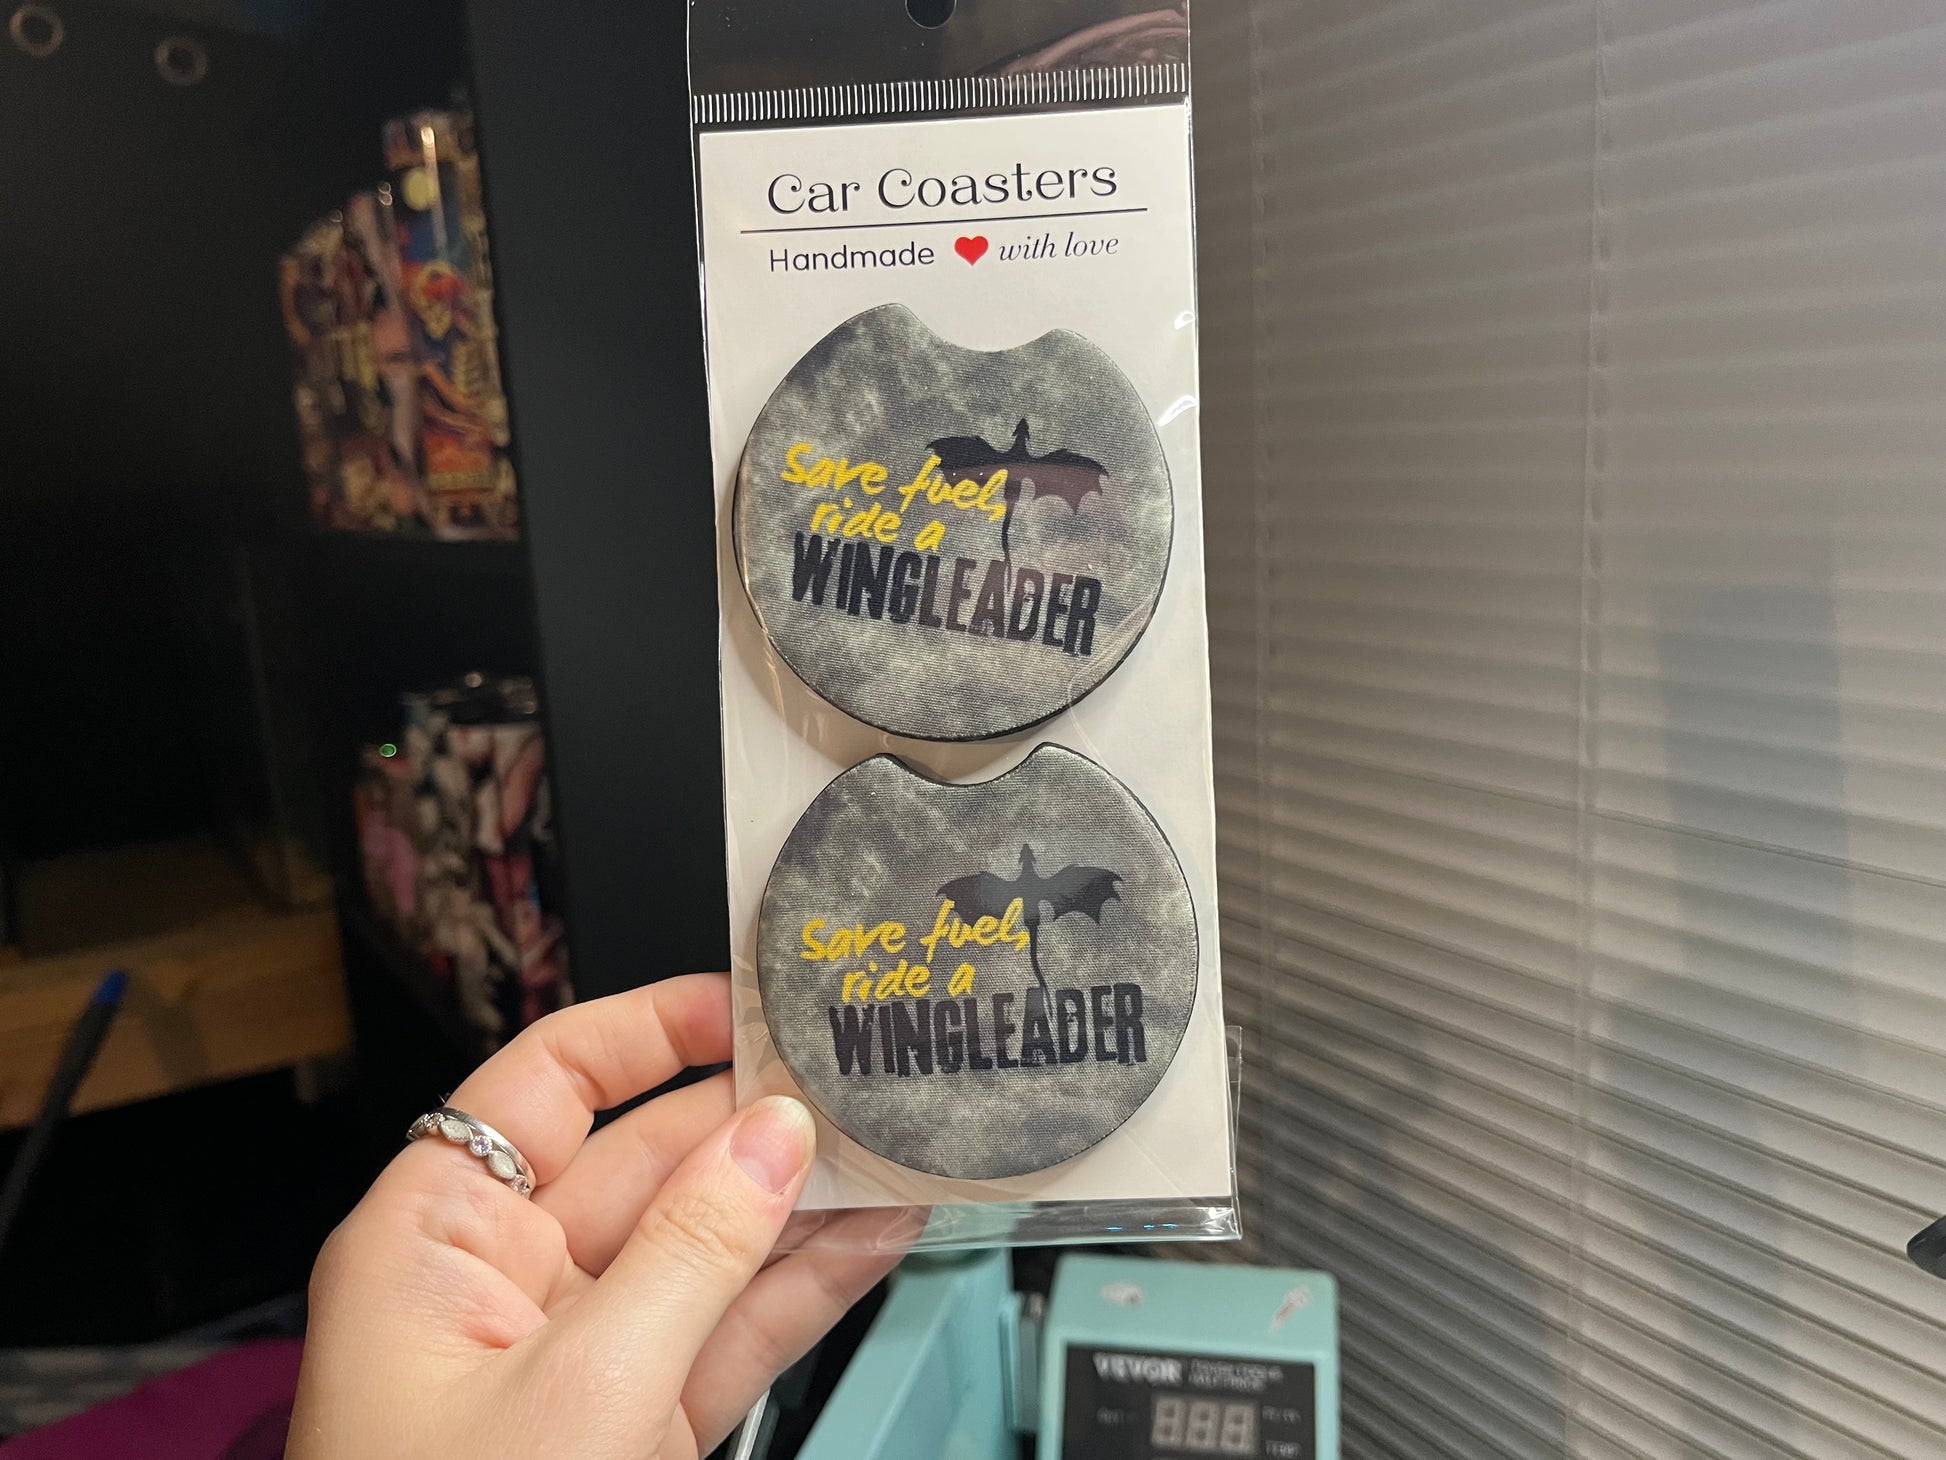 Car Coasters
Handmade ❤ with love
Save fuel,
ride a
WINGLEADER
Save fuel,
ride a
WINGLEADER
VEVOR